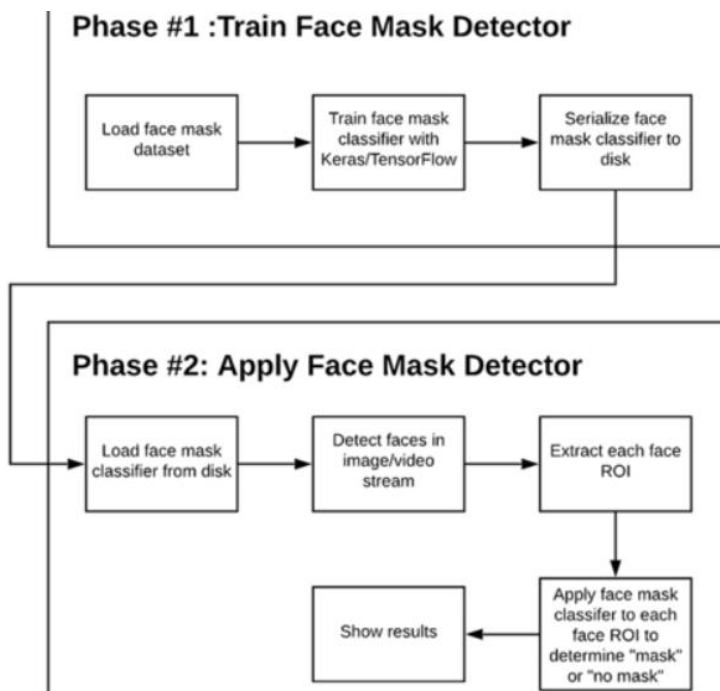 Phase #1 :Train Face Mask Detector
Load face mask
dataset
Train face mask
classifier with
Keras/TensorFlow
Serialize face
mask classifier to
disk
Phase #2: Apply Face Mask Detector
Load face mask
classifier from disk
Detect faces in
image/video
stream
Extract each face
ROI
Apply face mask
classifer to each
face ROI to
determine "mask"
or "no mask"
Show results